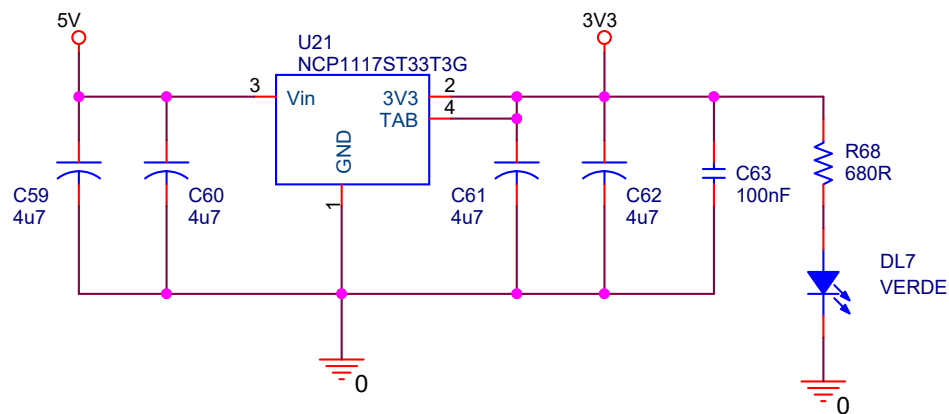 5V
3V3
U21
NCP1117ST33T3G
3
Vin
3V3
2
TAB
4
GND
1
C59
4u7
C60
4u7
C61
4u7
C62
4u7
C63
100nF
R68
680R
DL7
VERDE
0
0